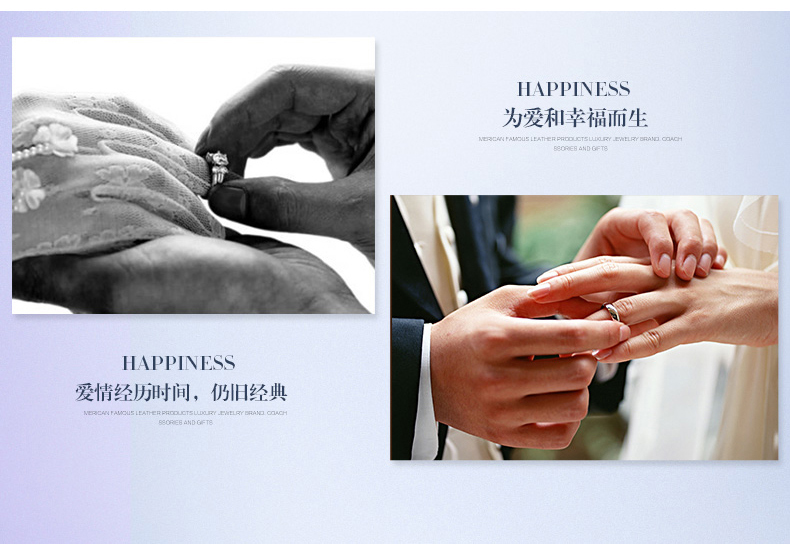 HAPPINESS
为爱和幸福而生
MERICAN FAMOUS LEATHER PRODUCTS LUXURY JEWELRY BRAND, COACH
SSORIES AND GIFTS
HAPPINESS
爱情经历时间，仍旧经典
MERICAN FAMOUS LEATHER PRODUCTS LUXURY JEWELRY BRAND, COACH
SSORIES AND GIFTS